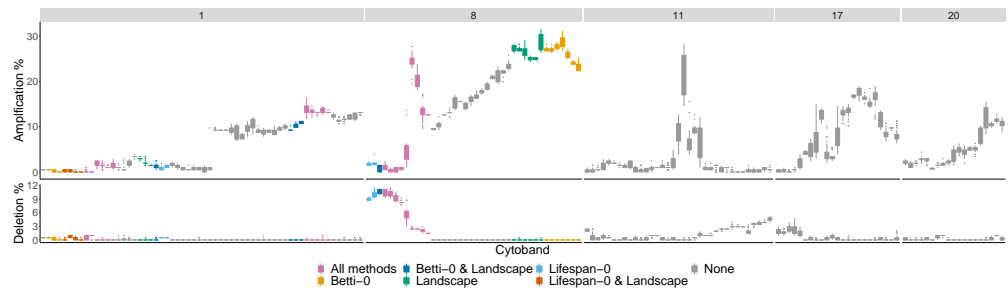 1 8 11 17 20
Amplification %
30
20
10
0
Deletion %
12
9
6
3
0
Cytoband
All methods Betti-0 & Landscape Lifespan-0 None
Betti-0 Landscape Lifespan-0 & Landscape